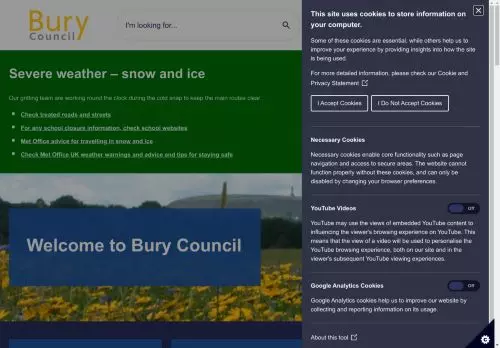 Bury
Council
I'm looking for...
Severe weather – snow and ice
Our gritting team are working round the clock during the cold snap to keep the main routes clear
Check treated roads and streets
For any school closure information, check school websites
Met Office advice for travelling in snow and ice
Check Met Office UK weather warnings and advice and tips for staying safe
Welcome to Bury Council
This site uses cookies to store information on
your computer.
Some of these cookies are essential, while others help us to
improve your experience by providing insights into how the site
is being used.
For more detailed information, please check our Cookie and
Privacy Statement
I Accept Cookies
I Do Not Accept Cookies
Necessary Cookies
Necessary cookies enable core functionality such as page
navigation and access to secure areas. The website cannot
function properly without these cookies, and can only be
disabled by changing your browser preferences.
YouTube Videos
Off
YouTube may use the views of embedded YouTube content to
influencing the viewer's browsing experience on YouTube. This
means that the view of a video will be used to personalise the
YouTube browsing experience, both on our site and in the
viewer's subsequent YouTube viewing experiences.
Google Analytics Cookies
Off
Google Analytics cookies help us to improve our website by
collecting and reporting information on its usage.
About this tool